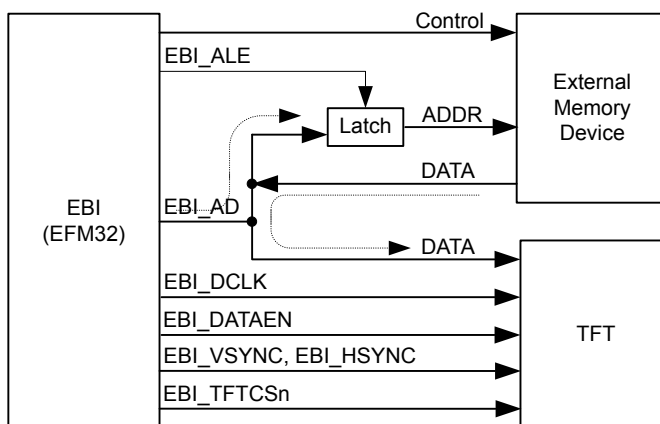 Control
EBI_ALE
External
Memory
Device
Latch
ADDR
DATA
EBI
(EFM32)
EBI_AD
DATA
EBI_DCLK
EBI_DATAEN
TFT
EBI_VSYNC, EBI_HSYNC
EBI_TFTCSn